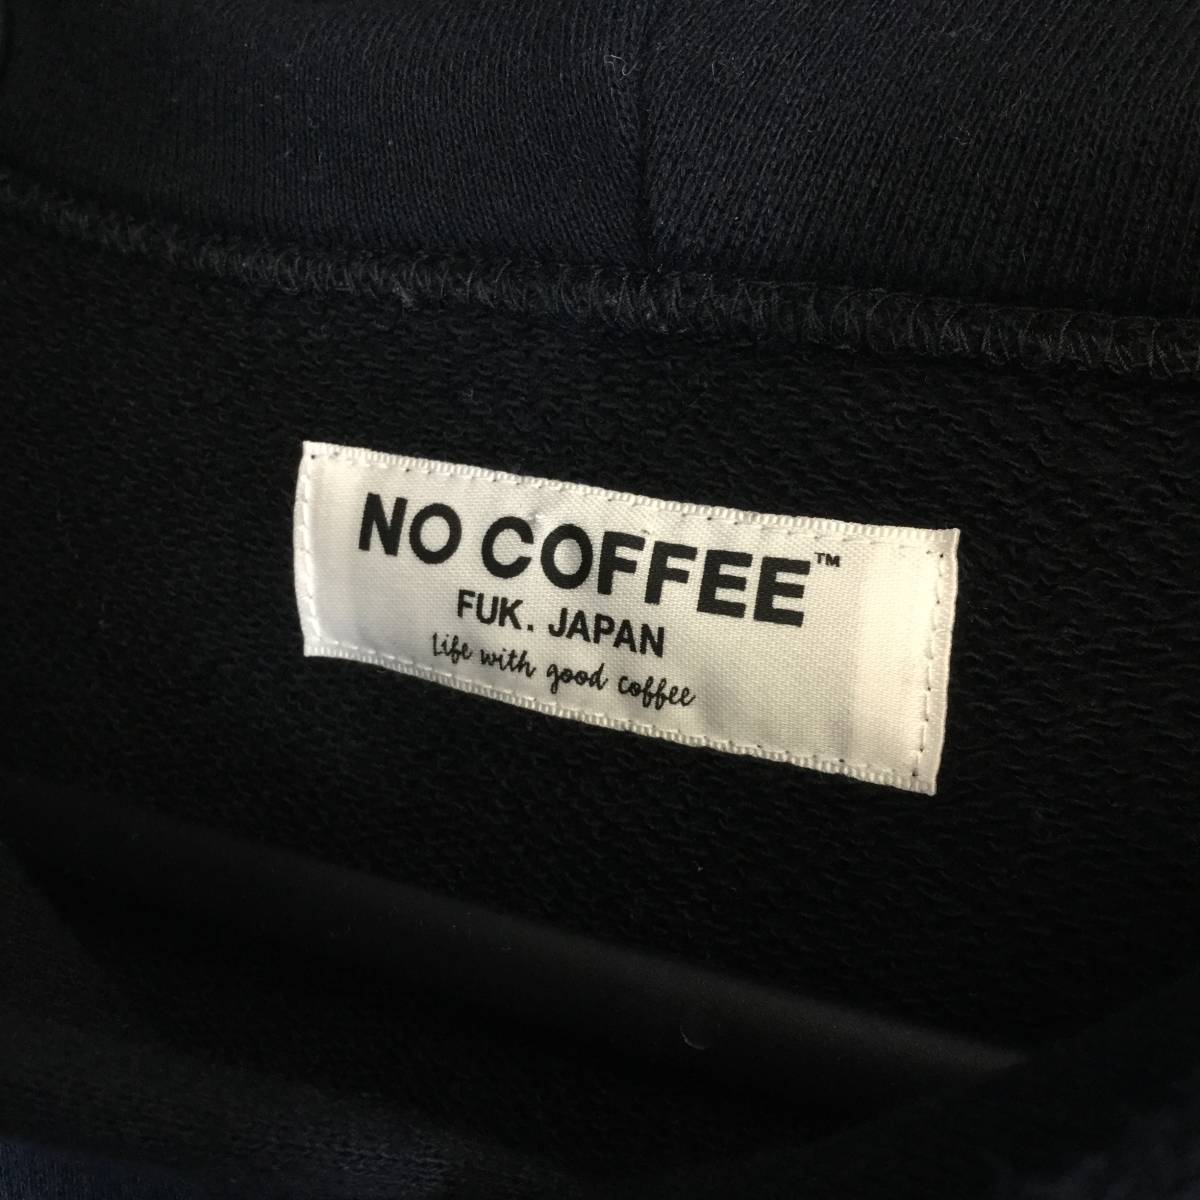 NO COFFEE™
FUK. JAPAN
Life with good coffee